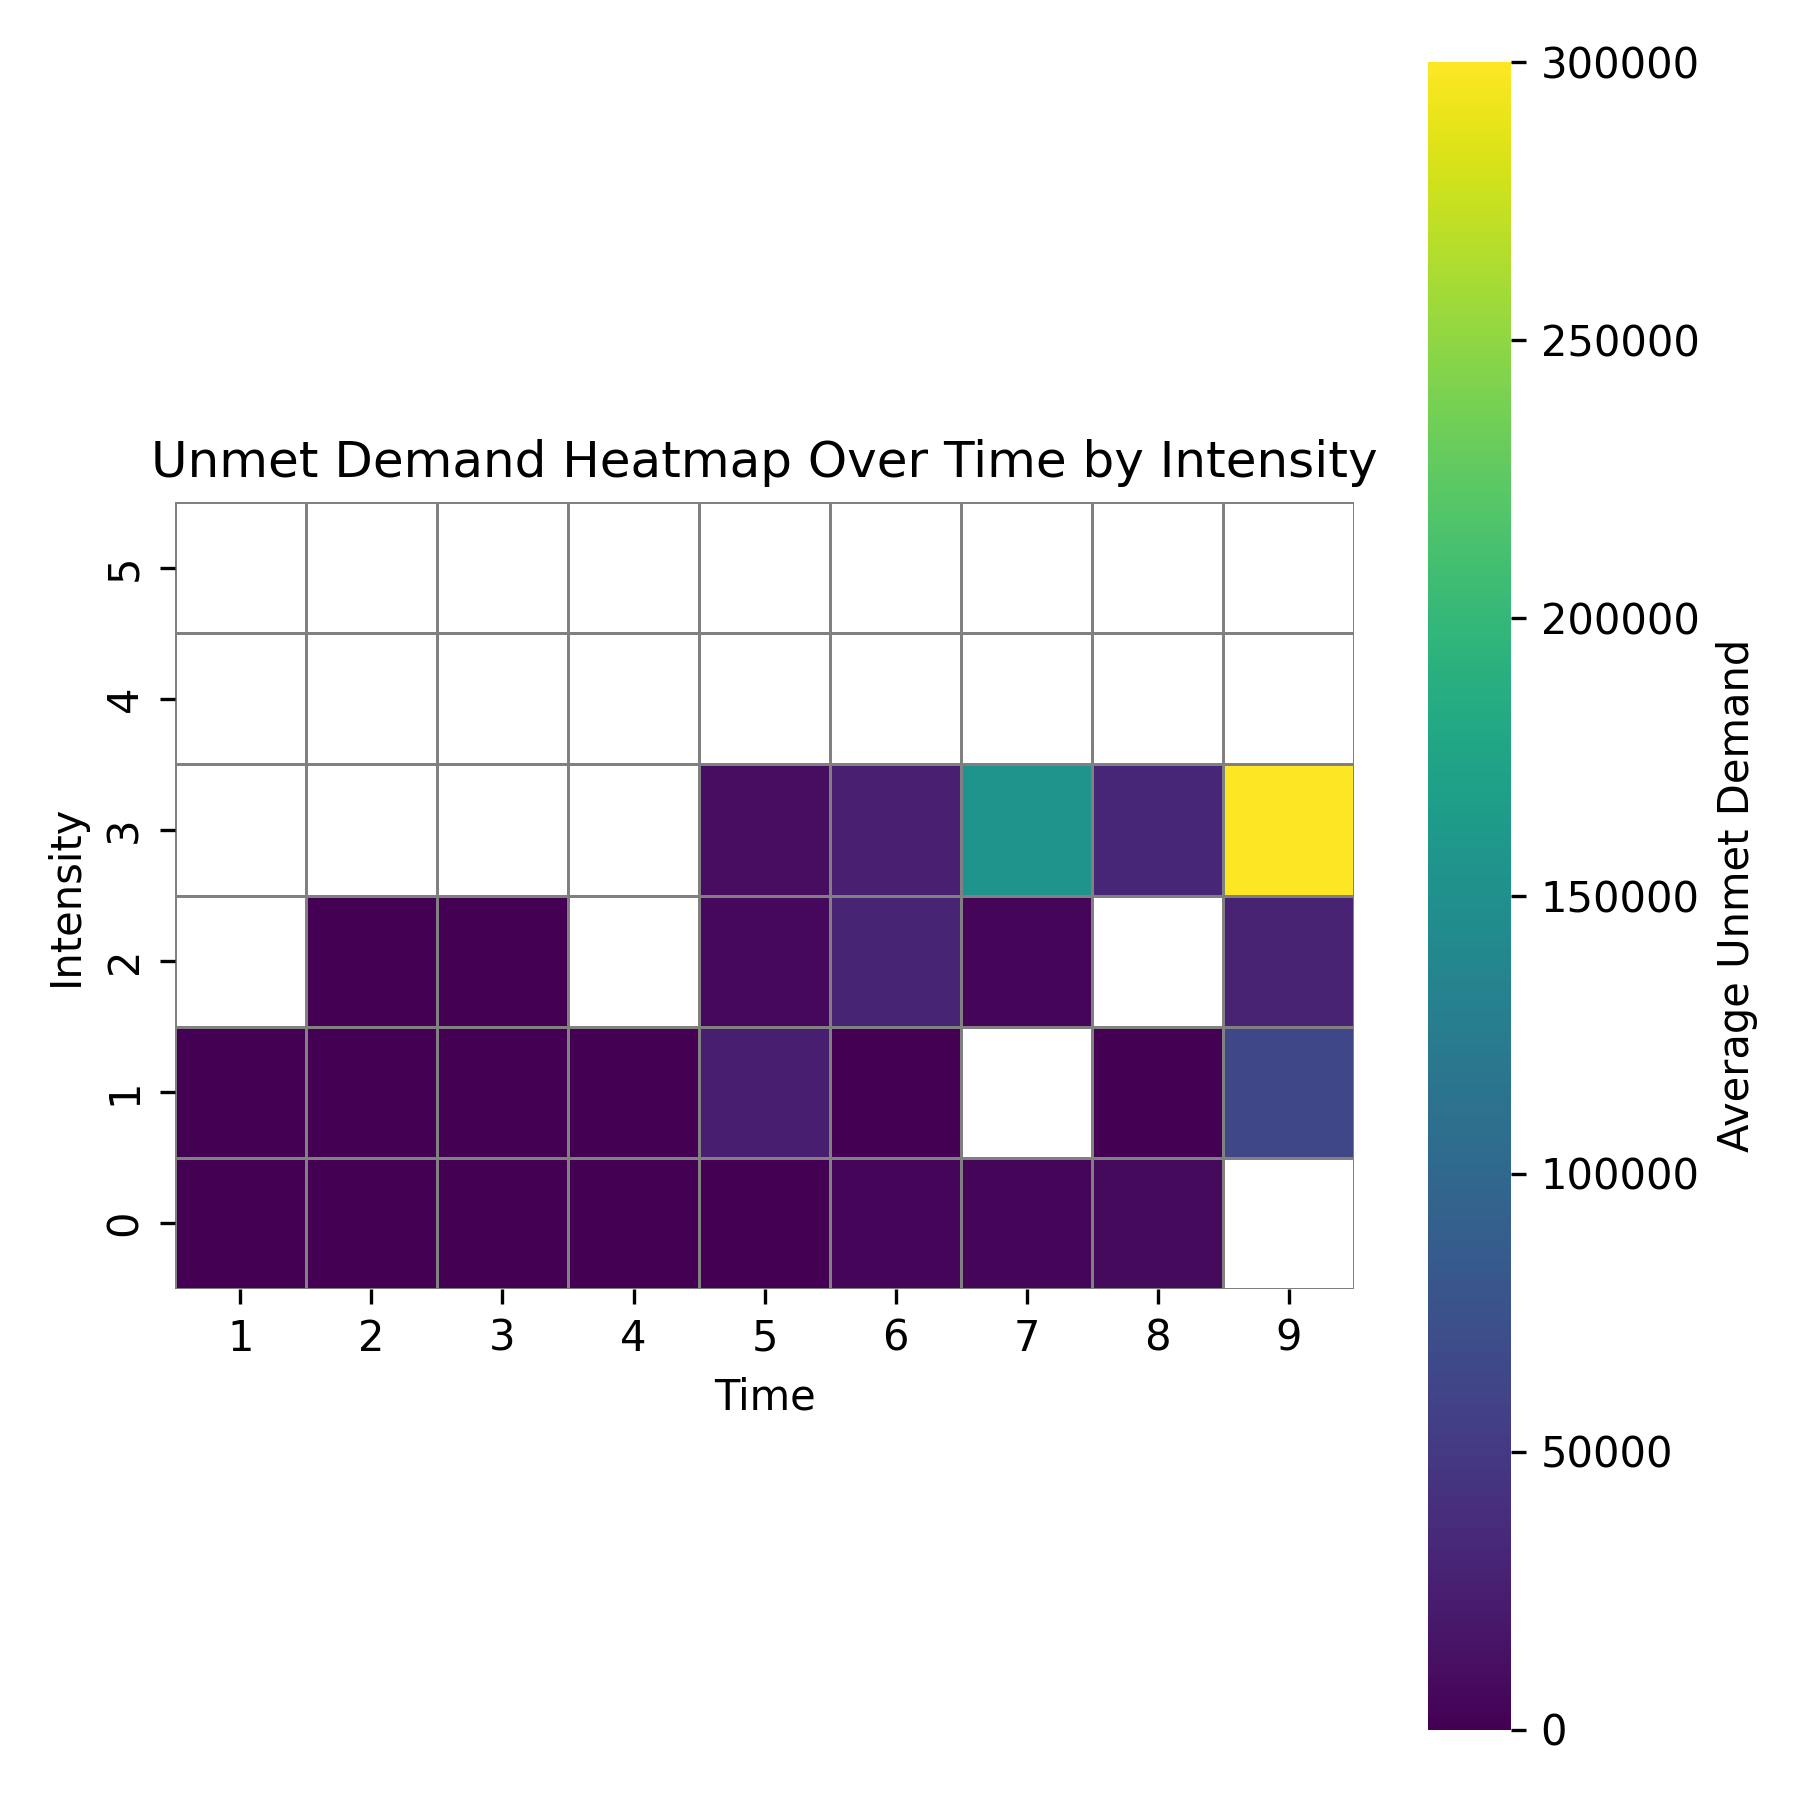 Unmet Demand Heatmap Over Time by Intensity
Intensity
5
4
3
2
1
0
1 2 3 4 5 6 7 8 9
Time
300000
250000
200000
150000
100000
50000
0
Average Unmet Demand